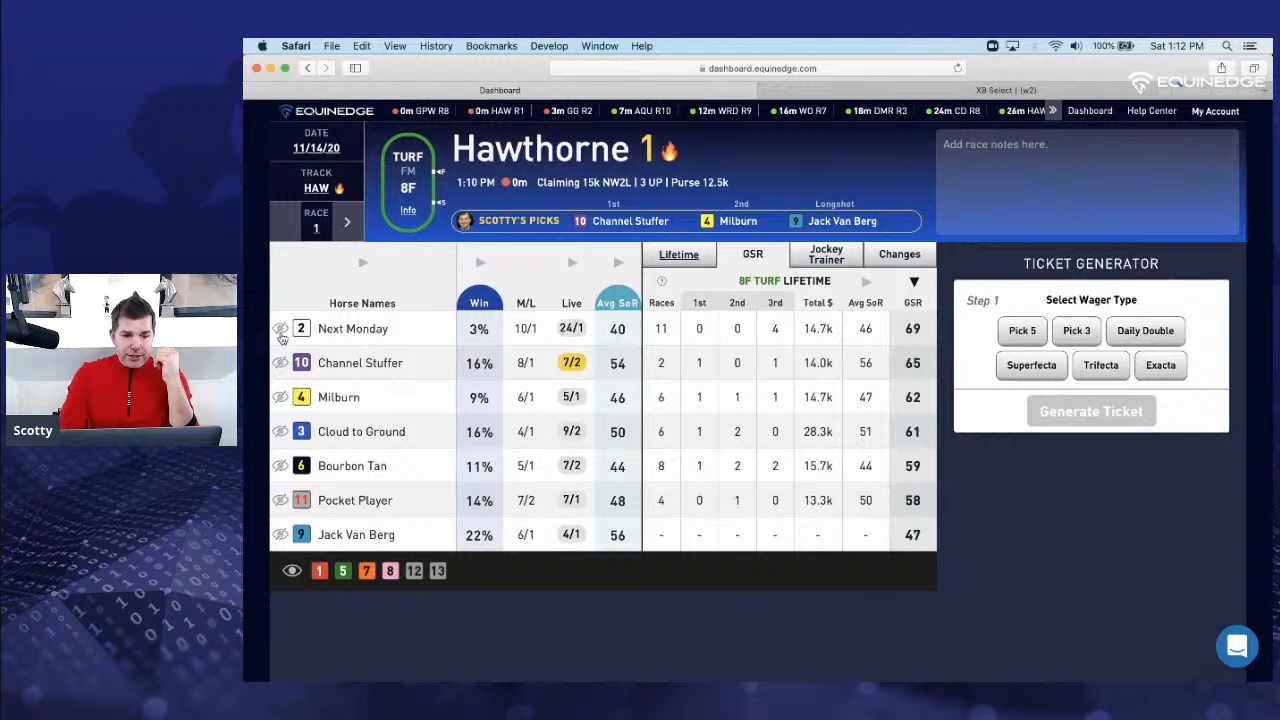 Safari File Edit View History Bookmarks Develop Window Help 100% Sat 1:12 PM
dashboard.equinedge.com
Dashboard XB Select | (w2)
EQUINEDGE
EQUINEDGE 0m GPW R8 0m HAW R1 3m GG R2 7m AQU R10 12m WRD R9 16m WO R7 18m DMR R3 24m CD R8 26m HAW Dashboard Help Center My Account
DATE
11/14/20
TRACK
HAW
RACE
1
TURF
FM
8F
Info
F
S
Hawthorne 1
1:10 PM 0m Claiming 15k NW2L | 3 UP | Purse 12.5k
1st 2nd Longshot
SCOTTY'S PICKS 10 Channel Stuffer 4 Milburn 9 Jack Van Berg
Add race notes here.
Lifetime GSR Jockey Trainer Changes
8F TURF LIFETIME
Horse Names Win M/L Live Avg SoR Races 1st 2nd 3rd Total $ Avg SoR GSR
2 Next Monday 3% 10/1 24/1 40 11 0 0 4 14.7k 46 69
10 Channel Stuffer 16% 8/1 7/2 54 2 1 0 1 14.0k 56 65
4 Milburn 9% 6/1 5/1 46 6 1 1 1 14.7k 47 62
3 Cloud to Ground 16% 4/1 9/2 50 6 1 2 0 28.3k 51 61
6 Bourbon Tan 11% 5/1 7/2 44 8 1 2 2 15.7k 44 59
11 Pocket Player 14% 7/2 7/1 48 4 0 1 0 13.3k 50 58
9 Jack Van Berg 22% 6/1 4/1 56 - - - - - - 47
1 5 7 8 12 13
TICKET GENERATOR
Step 1 Select Wager Type
Pick 5 Pick 3 Daily Double
Superfecta Trifecta Exacta
Generate Ticket
Scotty